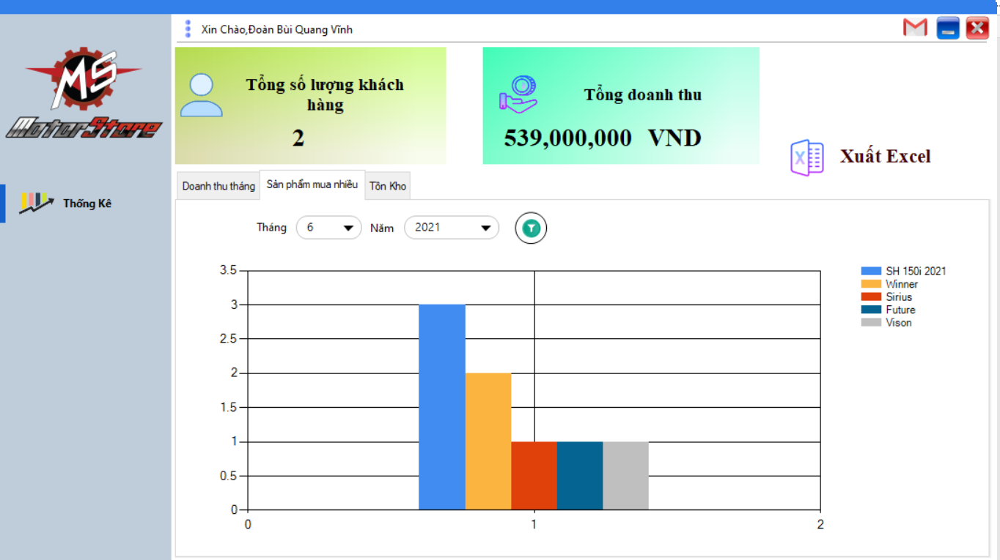 Xin Chào,Đoàn Bùi Quang Vĩnh
MS
MotorStore
Thống Kê
Tổng số lượng khách
hàng
2
Tổng doanh thu
539,000,000 VND
X
Xuất Excel
Doanh thu tháng
Sản phẩm mua nhiều
Tồn Kho
Tháng 6 Năm 2021
3.5
3
2.5
2
1.5
1
0.5
0
0 1 2
SH 150i 2021
Winner
Sirius
Future
Vison